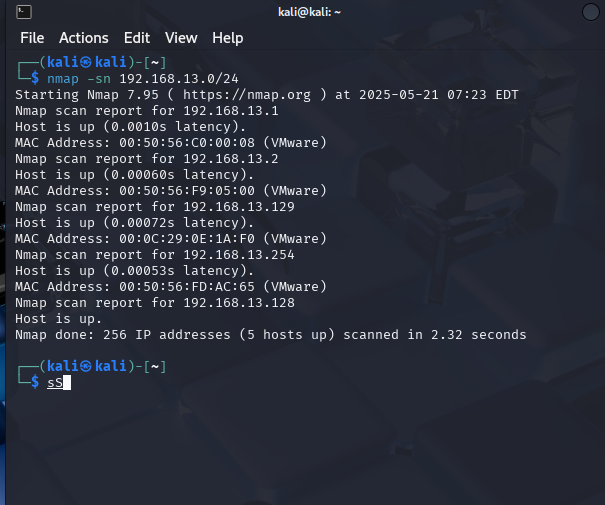 kali@kali: ~
File Actions Edit View Help
┌──(kali㉿kali)-[~]
└─$ nmap -sn 192.168.13.0/24
Starting Nmap 7.95 ( https://nmap.org ) at 2025-05-21 07:23 EDT
Nmap scan report for 192.168.13.1
Host is up (0.0010s latency).
MAC Address: 00:50:56:C0:00:08 (VMware)
Nmap scan report for 192.168.13.2
Host is up (0.00060s latency).
MAC Address: 00:50:56:F9:05:00 (VMware)
Nmap scan report for 192.168.13.129
Host is up (0.00072s latency).
MAC Address: 00:0C:29:0E:1A:F0 (VMware)
Nmap scan report for 192.168.13.254
Host is up (0.00053s latency).
MAC Address: 00:50:56:FD:AC:65 (VMware)
Nmap scan report for 192.168.13.128
Host is up.
Nmap done: 256 IP addresses (5 hosts up) scanned in 2.32 seconds
┌──(kali㉿kali)-[~]
└─$ sS